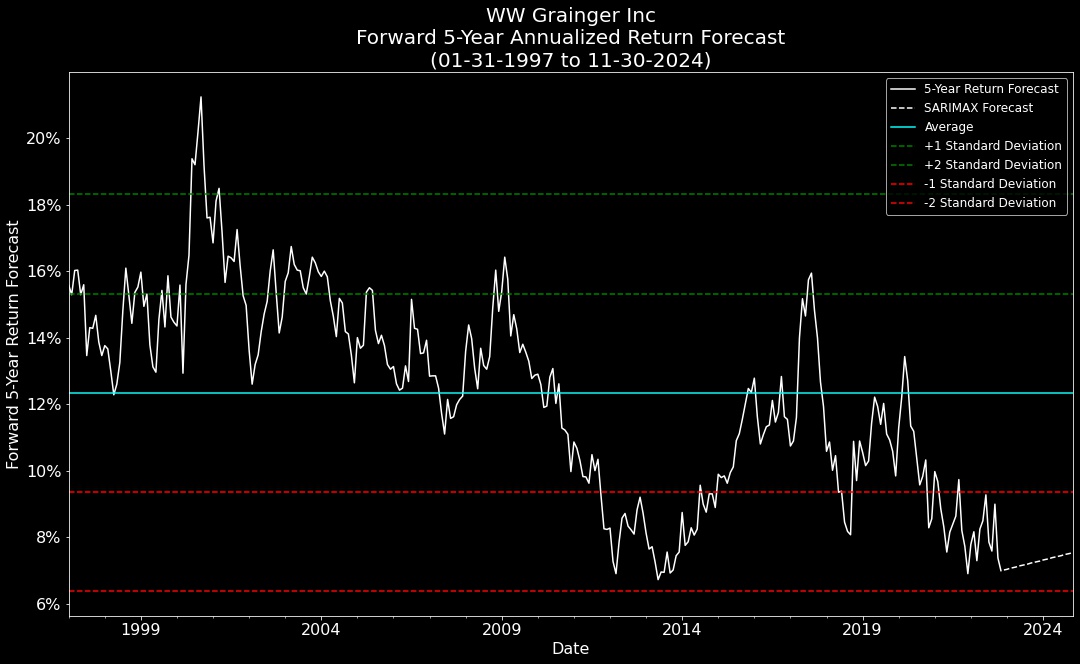 WW Grainger Inc
Forward 5-Year Annualized Return Forecast
(01-31-1997 to 11-30-2024)
5-Year Return Forecast
SARIMAX Forecast
Average
+1 Standard Deviation
+2 Standard Deviation
-1 Standard Deviation
-2 Standard Deviation
Forward 5-Year Return Forecast
20%
18%
16%
14%
12%
10%
8%
6%
1999 2004 2009 2014 2019 2024
Date